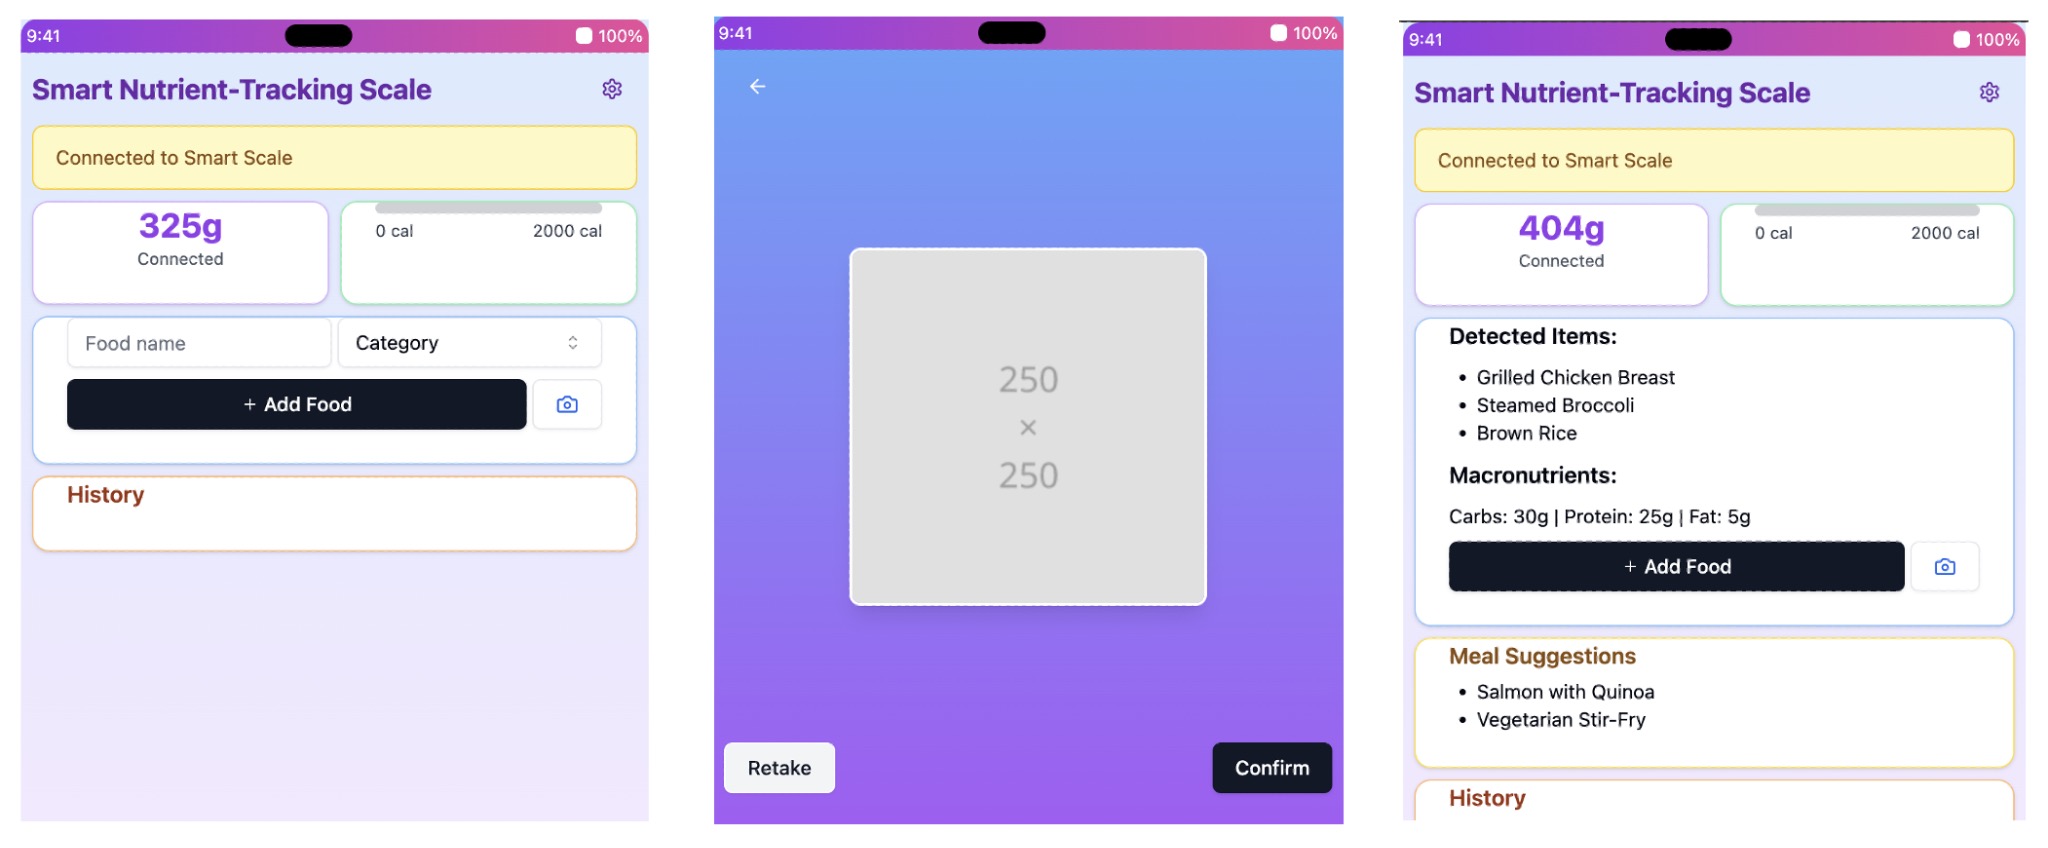 9:41
100%
Smart Nutrient-Tracking Scale
Connected to Smart Scale
325g
Connected
0 cal
2000 cal
Food name
Category
+ Add Food
History
9:41
100%
250
×
250
Retake
Confirm
9:41
100%
Smart Nutrient-Tracking Scale
Connected to Smart Scale
404g
Connected
0 cal
2000 cal
Detected Items:
• Grilled Chicken Breast
• Steamed Broccoli
• Brown Rice
Macronutrients:
Carbs: 30g | Protein: 25g | Fat: 5g
+ Add Food
Meal Suggestions
• Salmon with Quinoa
• Vegetarian Stir-Fry
History